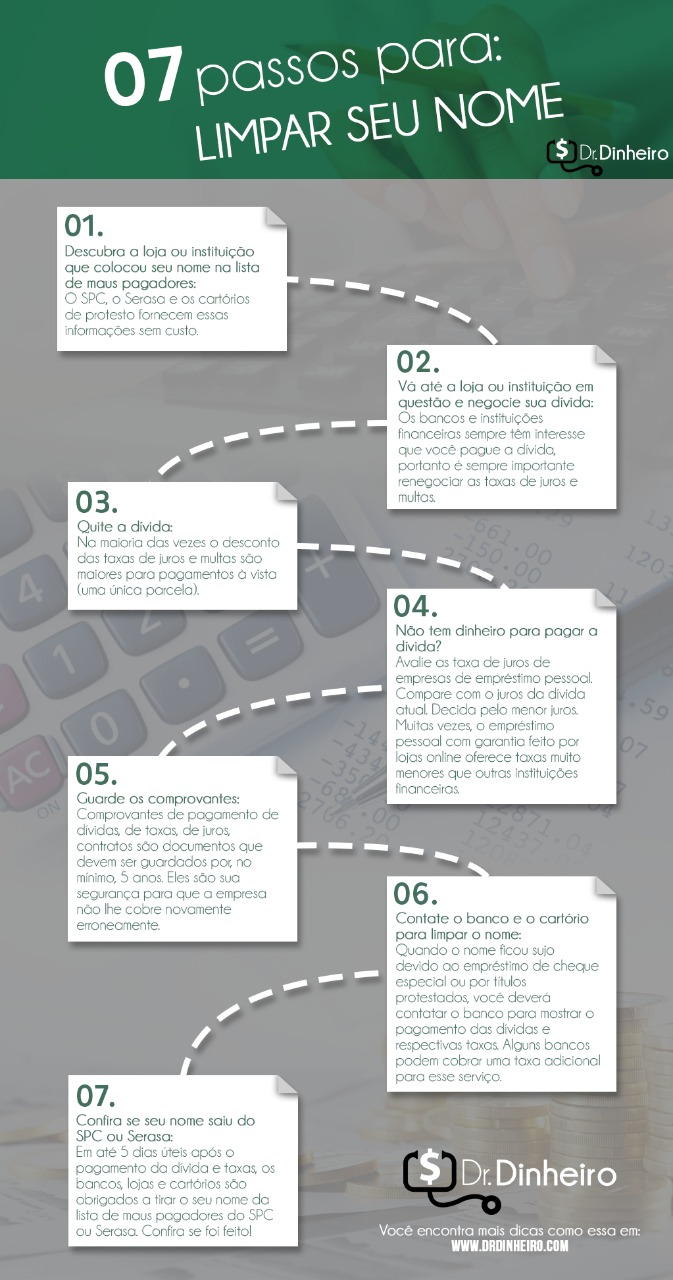 07 passos para:
LIMPAR SEU NOME
Dr.Dinheiro
01.
Descubra a loja ou instituição
que colocou seu nome na lista
de maus pagadores:
O SPC, o Serasa e os cartórios
de protesto fornecem essas
informações sem custo.
02.
Vá até a loja ou instituição em
questão e negocie sua dívida:
Os bancos e instituições
financeiras sempre têm interesse
que você pague a dívida,
portanto é sempre importante
renegociar as taxas de juros e
multas.
03.
Quite a dívida:
Na maioria das vezes o desconto
das taxas de juros e multas são
maiores para pagamentos à vista
(uma única parcela).
04.
Não tem dinheiro para pagar a
dívida?
Avalie as taxa de juros de
empresas de empréstimo pessoal.
Compare com o juros da dívida
atual. Decida pelo menor juros.
Muitas vezes, o empréstimo
pessoal com garantia feito por
lojas online oferece taxas muito
menores que outras instituições
financeiras.
05.
Guarde os comprovantes:
Comprovantes de pagamento de
dívidas, de taxas, de juros,
contratos são documentos que
devem ser guardados por, no
mínimo, 5 anos. Eles são sua
segurança para que a empresa
não lhe cobre novamente
erroneamente.
06.
Contate o banco e o cartório
para limpar o nome:
Quando o nome ficou sujo
devido ao empréstimo de cheque
especial ou por títulos
protestados, você deverá
contatar o banco para mostrar o
pagamento das dívidas e
respectivas taxas. Alguns bancos
podem cobrar uma taxa adicional
para esse serviço.
07.
Confira se seu nome saiu do
SPC ou Serasa:
Em até 5 dias úteis após o
pagamento da dívida e taxas, os
bancos, lojas e cartórios são
obrigados a tirar o seu nome da
lista de maus pagadores do SPC
ou Serasa. Confira se foi feito!
Dr.Dinheiro
Você encontra mais dicas como essa em:
WWW.DRDINHEIRO.COM